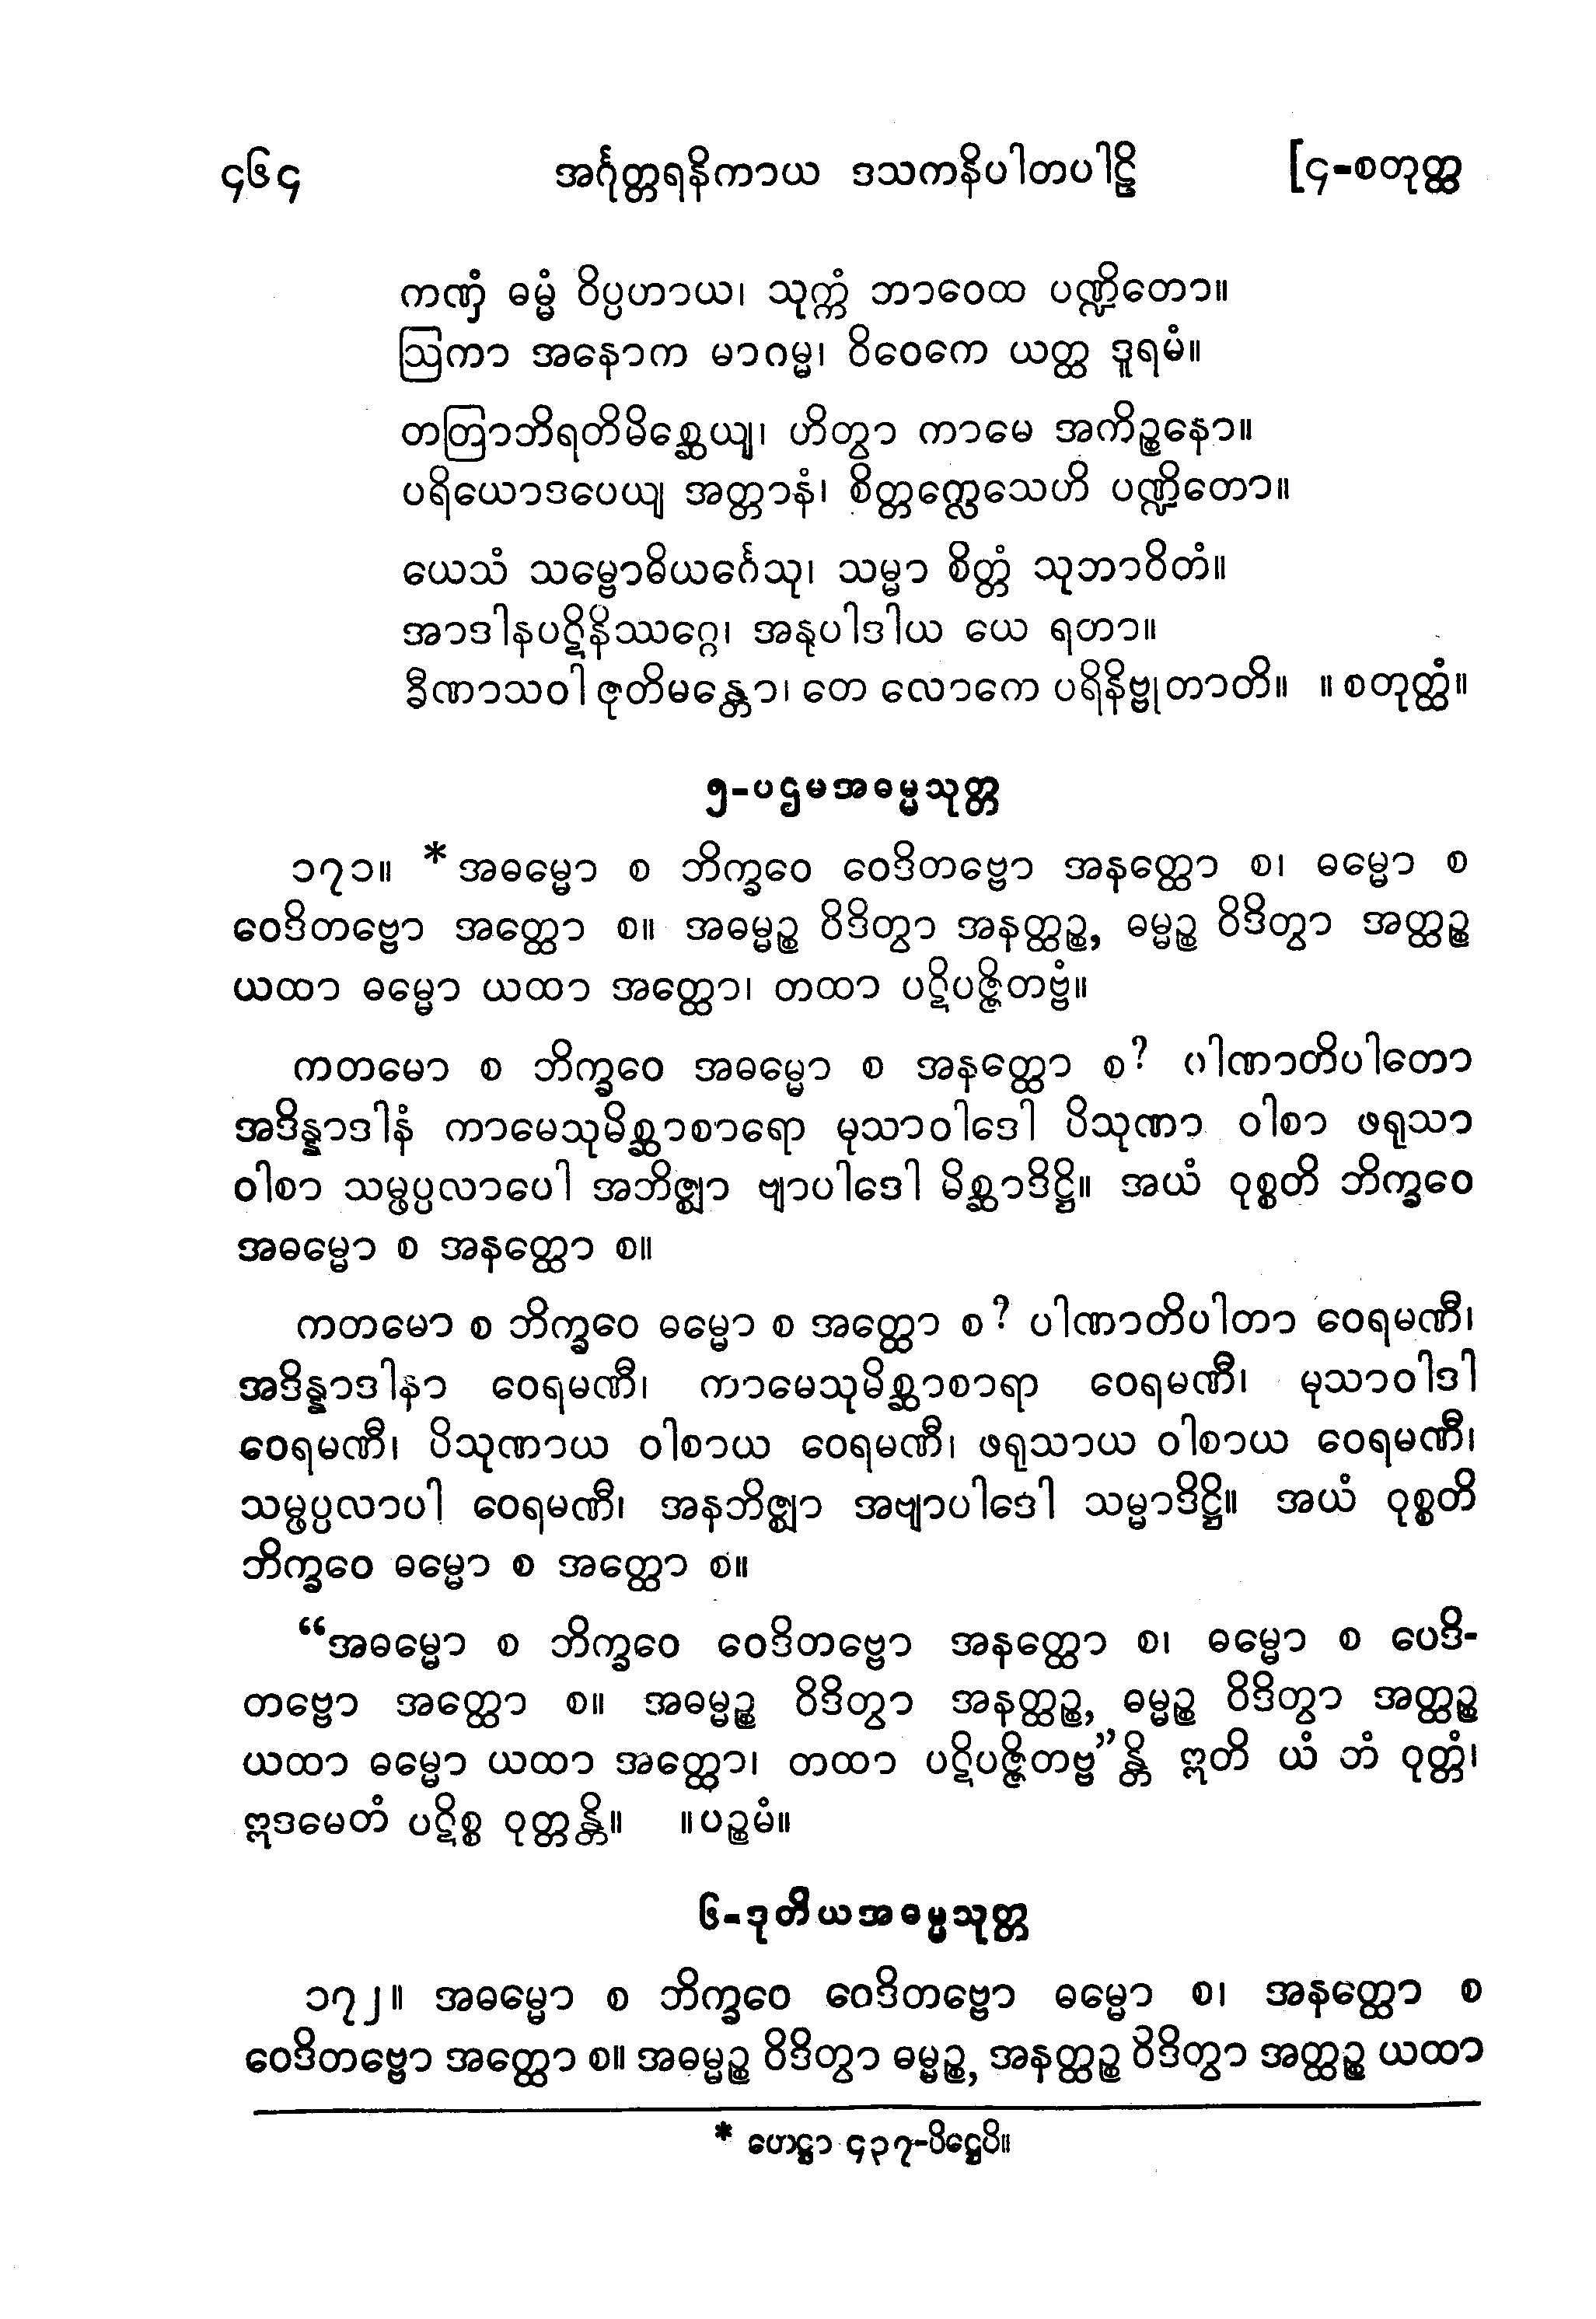 ၄၆၄ အင်္ဂုတ္တရနိကာယ ဒသကနိပါတပါဠိ [၄-စတုတ္ထ
ကဏှံ ဓမ္မံ ဝိပ္ပဟာယ၊ သုက္ကံ ဘာဝေထ ပဏ္ဍိတော။
ဩကာ အနောက မာဂမ္မ၊ ဝိဝေကေ ယတ္ထ ဒူရမံ။
တတြာဘိရတိမိစ္ဆေယျ၊ ဟိတွာ ကာမေ အကိဉ္စနော။
ပရိယောဒပေယျ အတ္တာနံ၊ စိတ္တက္လေသေဟိ ပဏ္ဍိတော။
ယေသံ သမ္ဗောဓိယင်္ဂေသု၊ သမ္မာ စိတ္တံ သုဘာဝိတံ။
အာဒါနပဋိနိဿဂ္ဂေ၊ အနုပါဒါယ ယေ ရတာ။
ခီဏာသဝါ ဇုတိမန္တော၊ တေ လောကေ ပရိနိဗ္ဗုတာတိ။ ။ စတုတ္ထံ။
၅-ပဌမအဓမ္မသုတ္တ
၁၇၁။ * အဓမ္မော စ ဘိက္ခဝေ ဝေဒိတဗ္ဗော အနတ္ထော စ၊ ဓမ္မော စ
ဝေဒိတဗ္ဗော အတ္ထော စ။ အဓမ္မဉ္စ ဝိဒိတွာ အနတ္ထဉ္စ, ဓမ္မဉ္စ ဝိဒိတွာ အတ္ထဉ္စ
ယထာ ဓမ္မော ယထာ အတ္ထော၊ တထာ ပဋိပဇ္ဇိတဗ္ဗံ။
ကတမော စ ဘိက္ခဝေ အဓမ္မော စ အနတ္ထော စ? ပါဏာတိပါတော
အဒိန္နာဒါနံ ကာမေသုမိစ္ဆာစာရော မုသာဝါဒေါ ပိသုဏာ ဝါစာ ဖရုသာ
ဝါစာ သမ္ဖပ္ပလာပေါ အဘိဇ္ဈာ ဗျာပါဒေါ မိစ္ဆာဒိဋ္ဌိ။ အယံ ဝုစ္စတိ ဘိက္ခဝေ
အဓမ္မော စ အနတ္ထော စ။
ကတမော စ ဘိက္ခဝေ ဓမ္မော စ အတ္ထော စ? ပါဏာတိပါတာ ဝေရမဏီ၊
အဒိန္နာဒါနာ ဝေရမဏီ၊ ကာမေသုမိစ္ဆာစာရာ ဝေရမဏီ၊ မုသာဝါဒါ
ဝေရမဏီ၊ ပိသုဏာယ ဝါစာယ ဝေရမဏီ၊ ဖရုသာယ ဝါစာယ ဝေရမဏီ၊
သမ္ဖပ္ပလာပါ ဝေရမဏီ၊ အနဘိဇ္ဈာ အဗျာပါဒေါ သမ္မာဒိဋ္ဌိ။ အယံ ဝုစ္စတိ
ဘိက္ခဝေ ဓမ္မော စ အတ္ထော စ။
“အဓမ္မော စ ဘိက္ခဝေ ဝေဒိတဗ္ဗော အနတ္ထော စ၊ ဓမ္မော စ ဝေဒိ-
တဗ္ဗော အတ္ထော စ။ အဓမ္မဉ္စ ဝိဒိတွာ အနတ္ထဉ္စ, ဓမ္မဉ္စ ဝိဒိတွာ အတ္ထဉ္စ
ယထာ ဓမ္မော ယထာ အတ္ထော၊ တထာ ပဋိပဇ္ဇိတဗ္ဗ”န္တိ ဣတိ ယံ တံ ဝုတ္တံ၊
ဣဒမေတံ ပဋိစ္စ ဝုတ္တန္တိ။ ။ပဉ္စမံ။
၆-ဒုတိယအဓမ္မသုတ္တ
၁၇၂။ အဓမ္မော စ ဘိက္ခဝေ ဝေဒိတဗ္ဗော ဓမ္မော စ၊ အနတ္ထော စ
ဝေဒိတဗ္ဗော အတ္ထော စ။ အဓမ္မဉ္စ ဝိဒိတွာ ဓမ္မဉ္စ, အနတ္ထဉ္စ ဝိဒိတွာ အတ္ထဉ္စ ယထာ
* ဟေဋ္ဌာ ၄၃၇-ပိဋ္ဌေပိ။